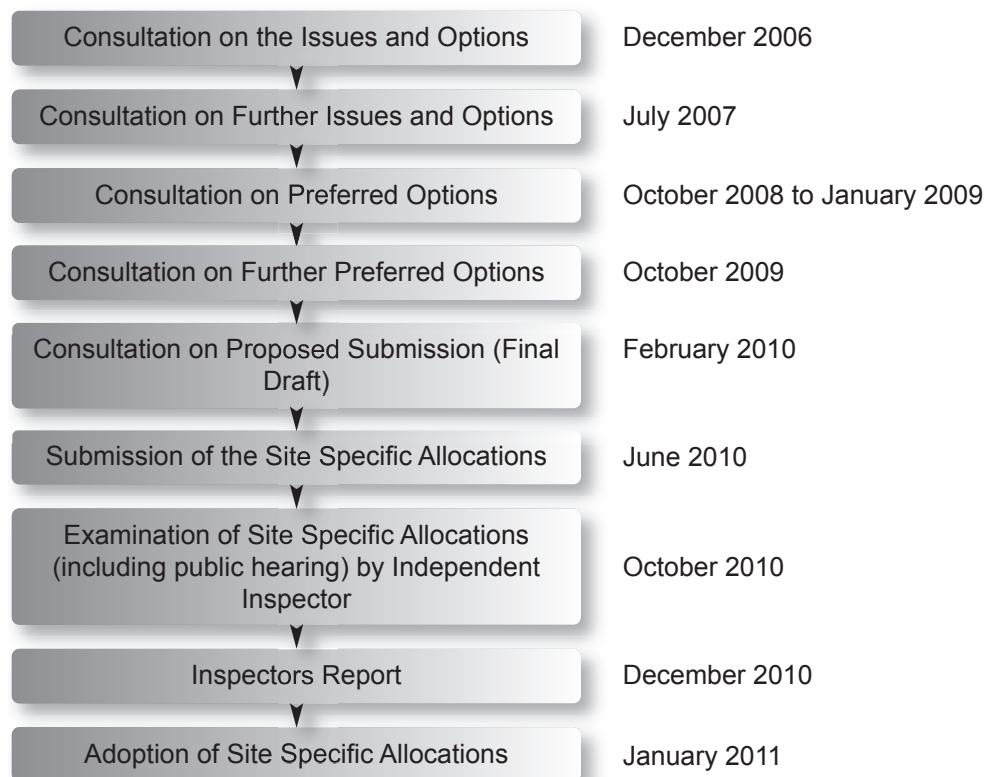 Consultation on the Issues and Options December 2006
Consultation on Further Issues and Options July 2007
Consultation on Preferred Options October 2008 to January 2009
Consultation on Further Preferred Options October 2009
Consultation on Proposed Submission (Final February 2010
Draft)
Submission of the Site Specific Allocations June 2010
Examination of Site Specific Allocations
(including public hearing) by Independent October 2010
Inspector
Inspectors Report December 2010
Adoption of Site Specific Allocations January 2011